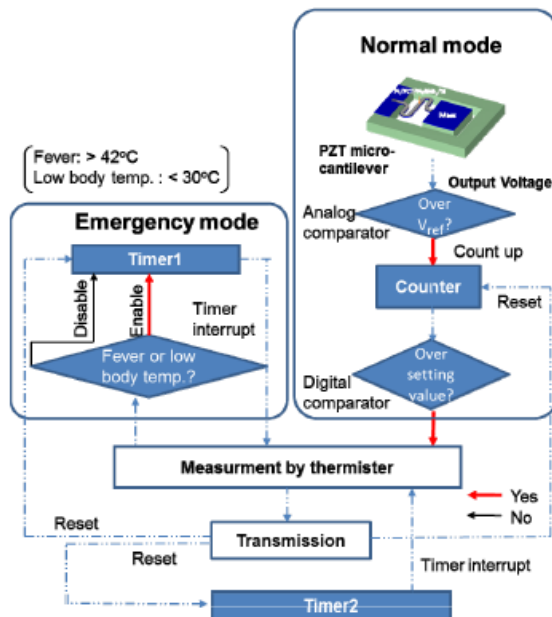 Normal mode
Mass
PZT micro-
cantilever
Output Voltage
Fever: > 42°C
Low body temp. : < 30°C
Emergency mode
Analog
comparator
Over
Vref?
Timer1
Count up
Disable
Enable
Timer
interrupt
Counter
Reset
Fever or low
body temp.?
Digital
comparator
Over
setting
value?
Measurment by thermister
Yes
No
Reset
Transmission
Reset
Timer interrupt
Timer2